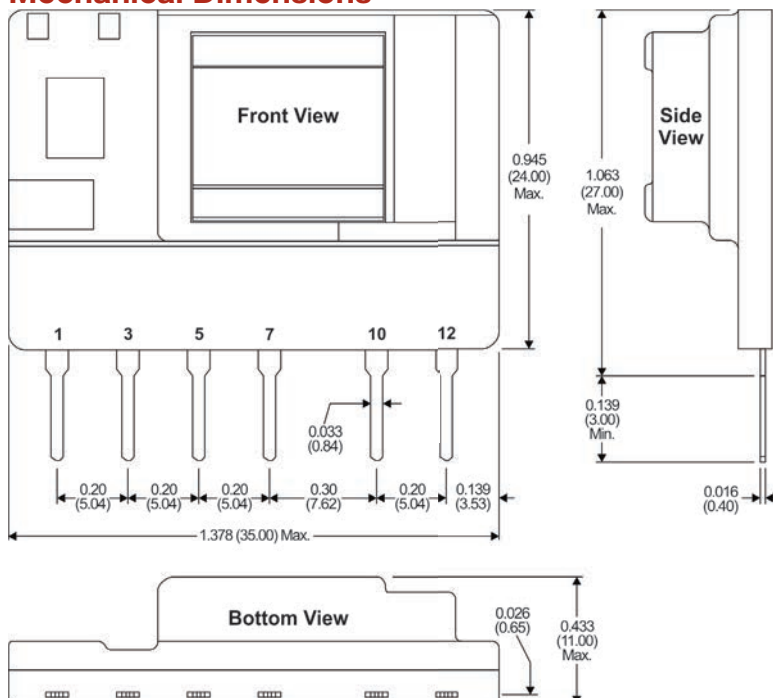 Mechanical Dimensions
Front View
Side
View
0.945
(24.00)
Max.
1.063
(27.00)
Max.
1 3 5 7 10 12
0.033
(0.84)
0.139
(3.00)
Min.
0.20
(5.04)
0.20
(5.04)
0.20
(5.04)
0.30
(7.62)
0.20
(5.04)
0.139
(3.53)
0.016
(0.40)
1.378 (35.00) Max.
Bottom View
0.026
(0.65)
0.433
(11.00)
Max.